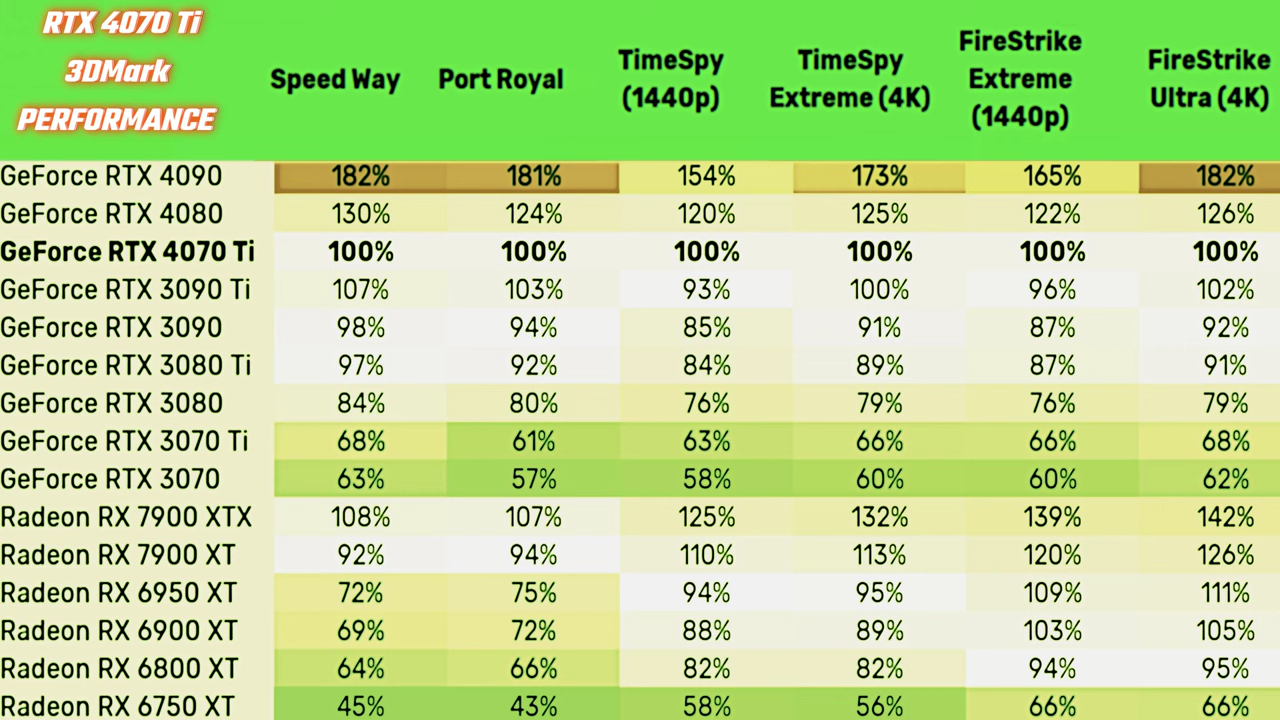 RTX 4070 Ti
3DMark
PERFORMANCE
Speed Way
Port Royal
TimeSpy
(1440p)
TimeSpy
Extreme (4K)
FireStrike
Extreme
(1440p)
FireStrike
Ultra (4K)
GeForce RTX 4090 182% 181% 154% 173% 165% 182%
GeForce RTX 4080 130% 124% 120% 125% 122% 126%
GeForce RTX 4070 Ti 100% 100% 100% 100% 100% 100%
GeForce RTX 3090 Ti 107% 103% 93% 100% 96% 102%
GeForce RTX 3090 98% 94% 85% 91% 87% 92%
GeForce RTX 3080 Ti 97% 92% 84% 89% 87% 91%
GeForce RTX 3080 84% 80% 76% 79% 76% 79%
GeForce RTX 3070 Ti 68% 61% 63% 66% 66% 68%
GeForce RTX 3070 63% 57% 58% 60% 60% 62%
Radeon RX 7900 XTX 108% 107% 125% 132% 139% 142%
Radeon RX 7900 XT 92% 94% 110% 113% 120% 126%
Radeon RX 6950 XT 72% 75% 94% 95% 109% 111%
Radeon RX 6900 XT 69% 72% 88% 89% 103% 105%
Radeon RX 6800 XT 64% 66% 82% 82% 94% 95%
Radeon RX 6750 XT 45% 43% 58% 56% 66% 66%